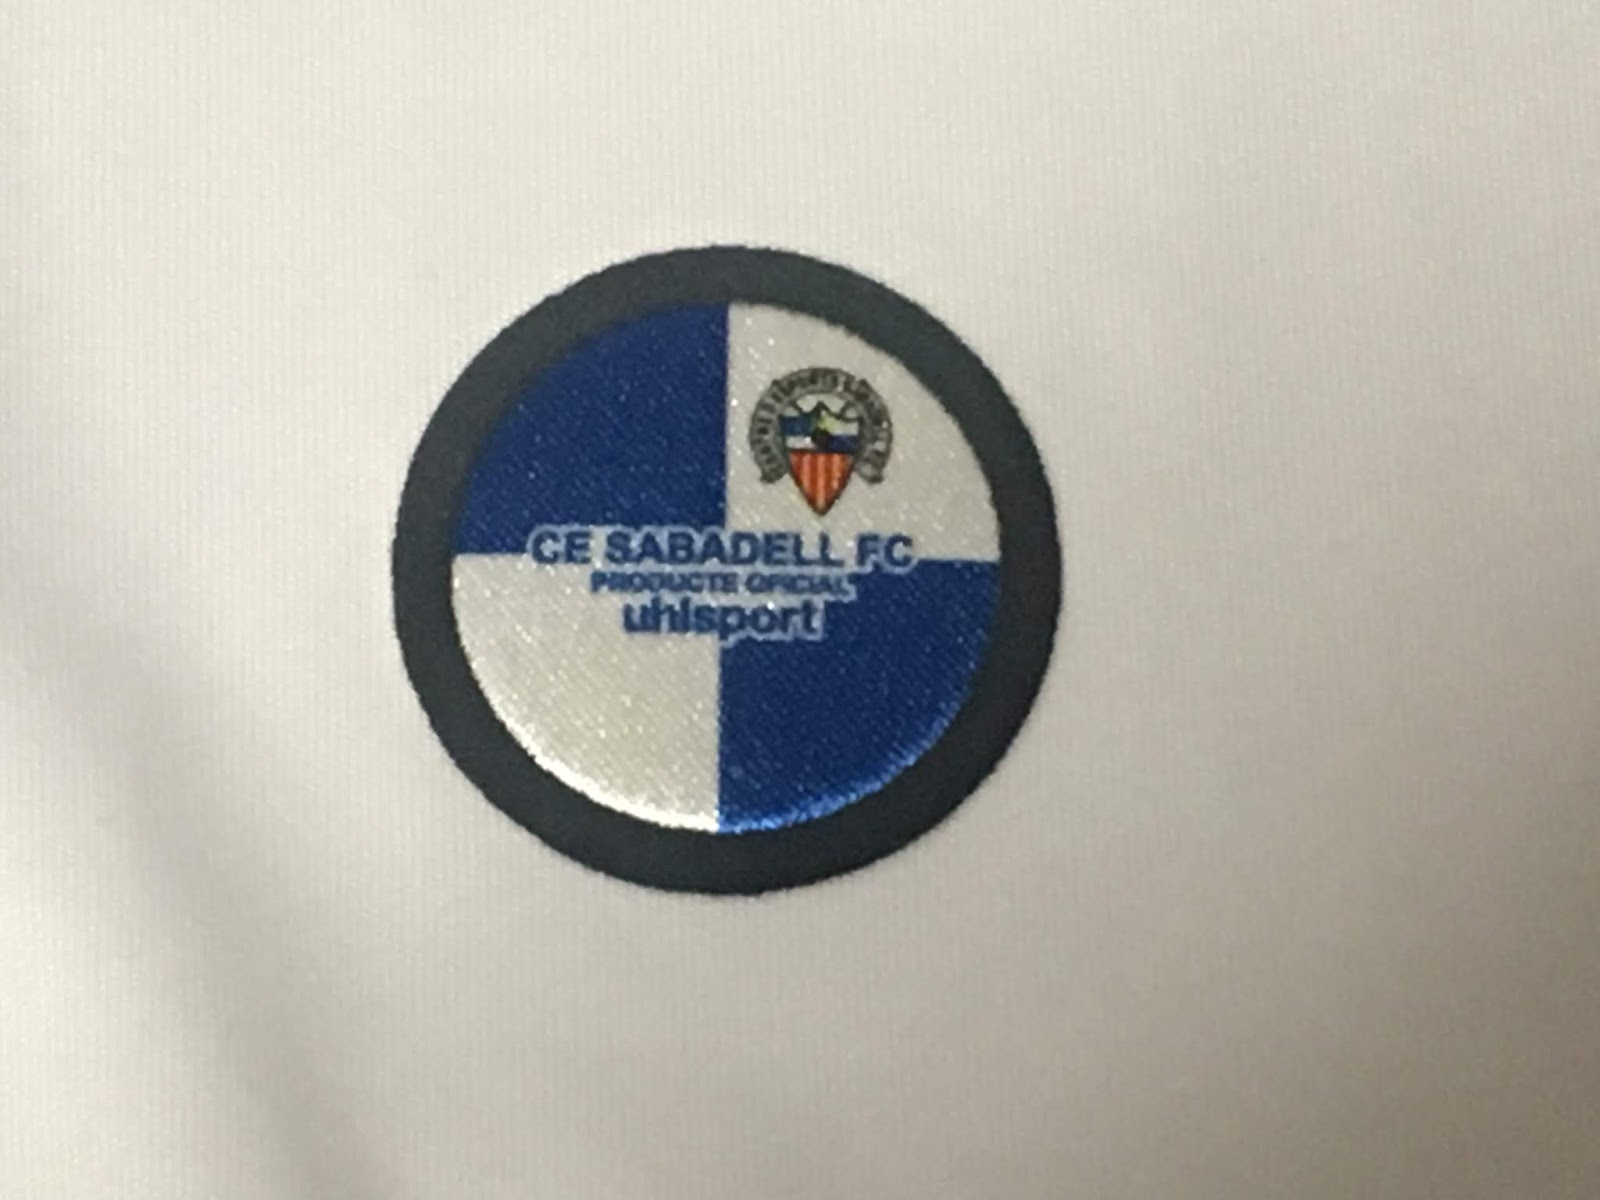 CE SABADELL FC
PRODUCTE OFICIAL
uhlsport